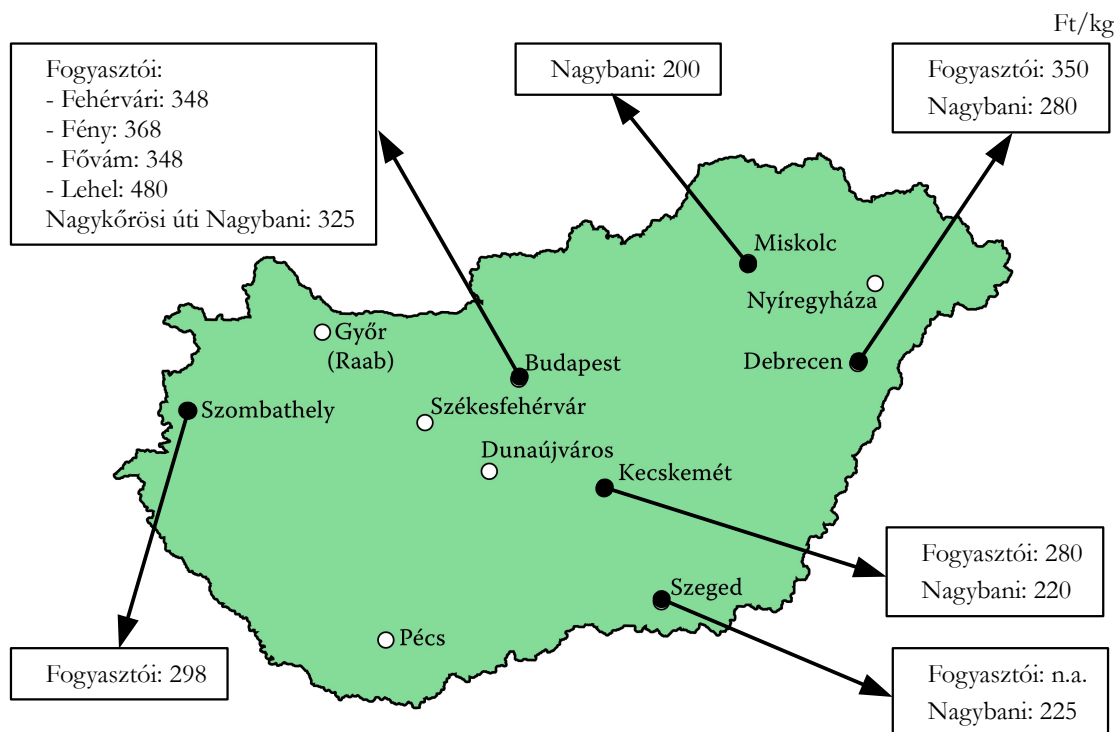 Ft/kg
Fogyasztói:
- Fehérvári: 348
- Fény: 368
- Fővám: 348
- Lehel: 480
Nagykőrösi úti Nagybani: 325
Nagybani: 200
Fogyasztói: 350
Nagybani: 280
Miskolc
Nyíregyháza
Győr
(Raab)
Budapest
Debrecen
Szombathely
Székesfehérvár
Dunaújváros
Kecskemét
Fogyasztói: 280
Nagybani: 220
Szeged
Pécs
Fogyasztói: 298
Fogyasztói: n.a.
Nagybani: 225